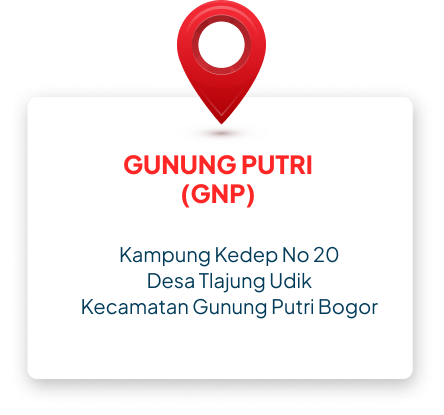 GUNUNG PUTRI
(GNP)
Kampung Kedep No 20
Desa Tlajung Udik
Kecamatan Gunung Putri Bogor